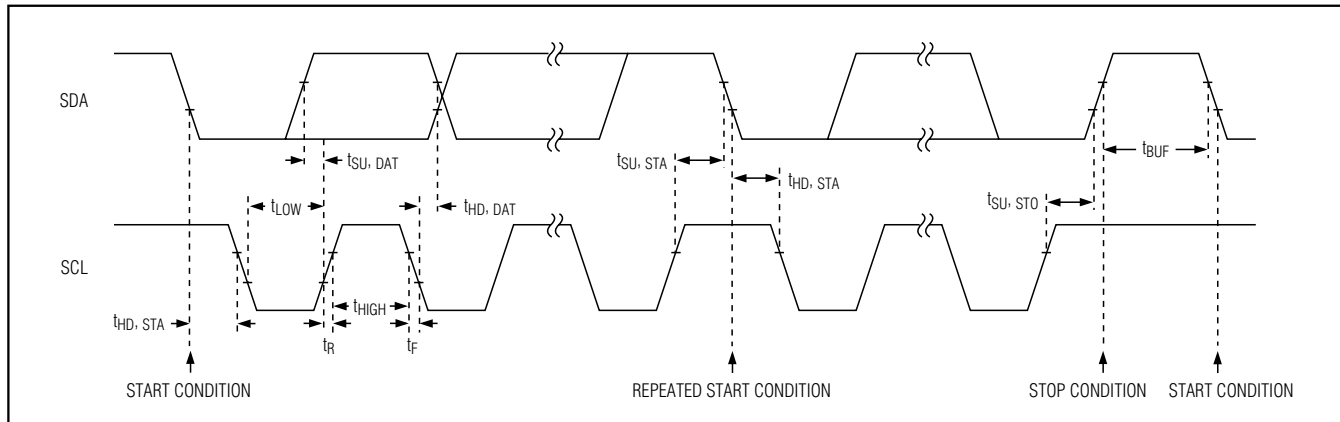 SDA
tSU, DAT
tSU, STA
tHD, STA
tBUF
tLOW
tHD, DAT
tSU, STO
SCL
tHIGH
tHD, STA
tR
tF
START CONDITION
REPEATED START CONDITION
STOP CONDITION
START CONDITION